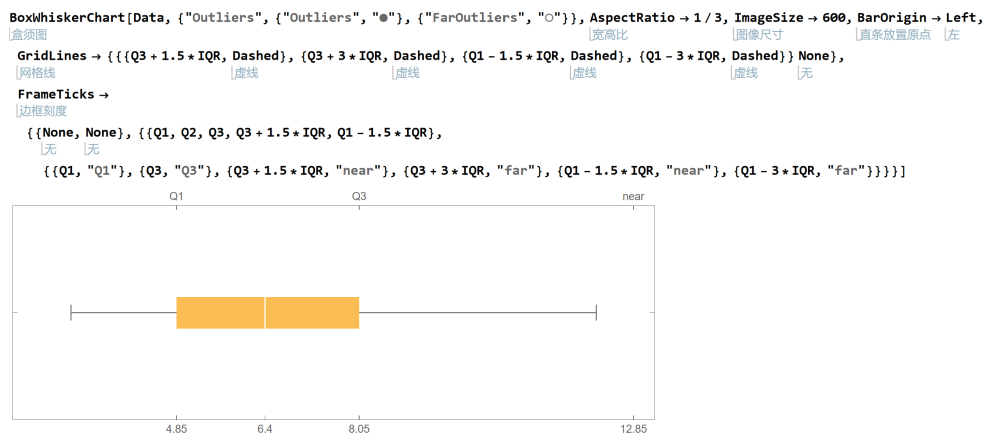 BoxWhiskerChart[Data, {"Outliers", {"Outliers", "●"}, {"FarOutliers", "○"}}, AspectRatio → 1 / 3, ImageSize → 600, BarOrigin → Left,
盒须图 宽高比 图像尺寸 直条放置原点 左
GridLines → {{{Q3 + 1.5 * IQR, Dashed}, {Q3 + 3 * IQR, Dashed}, {Q1 - 1.5 * IQR, Dashed}, {Q1 - 3 * IQR, Dashed}} None},
网格线 虚线 虚线 虚线 虚线 无
FrameTicks →
边框刻度
{{None, None}, {{Q1, Q2, Q3, Q3 + 1.5 * IQR, Q1 - 1.5 * IQR},
无 无
{{Q1, "Q1"}, {Q3, "Q3"}, {Q3 + 1.5 * IQR, "near"}, {Q3 + 3 * IQR, "far"}, {Q1 - 1.5 * IQR, "near"}, {Q1 - 3 * IQR, "far"}}}}]
Q1 Q3 near
4.85 6.4 8.05 12.85